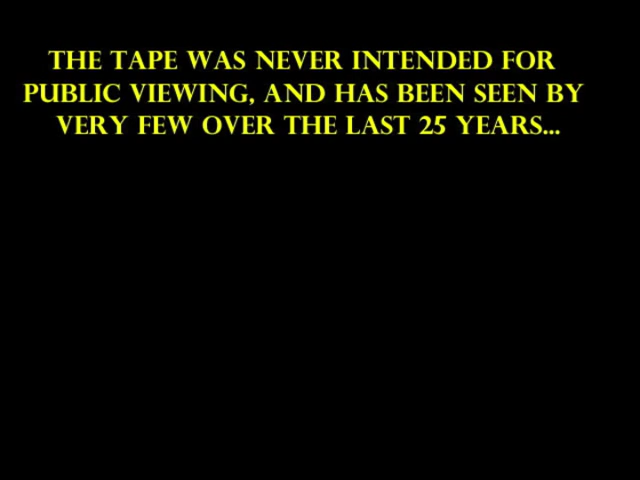 THE TAPE WAS NEVER INTENDED FOR
PUBLIC VIEWING, AND HAS BEEN SEEN BY
VERY FEW OVER THE LAST 25 YEARS...